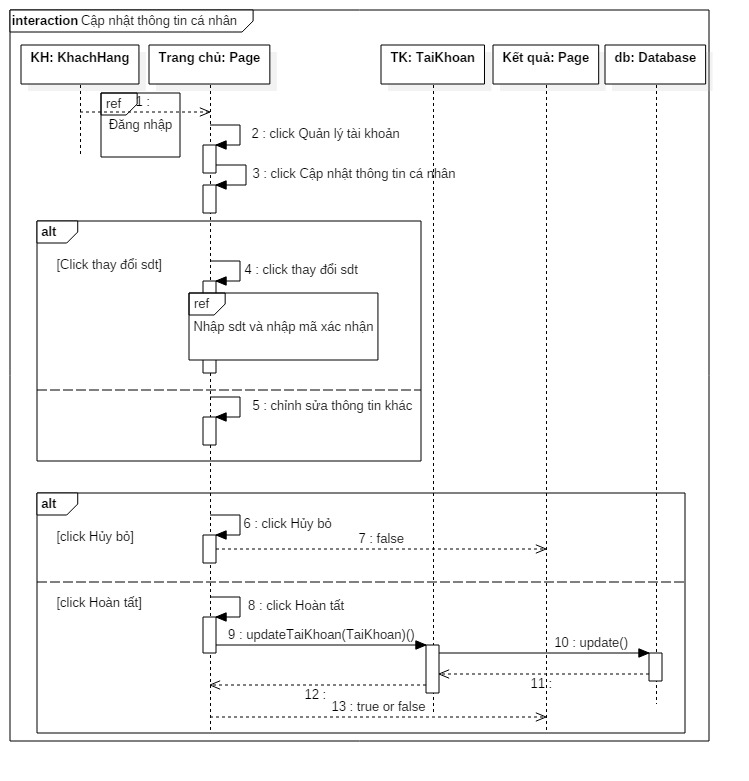 interaction Cập nhật thông tin cá nhân
KH: KhachHang
Trang chủ: Page
TK: TaiKhoan
Kết quả: Page
db: Database
ref
1 :
Đăng nhập
2 : click Quản lý tài khoản
3 : click Cập nhật thông tin cá nhân
alt
[Click thay đổi sdt]
4 : click thay đổi sdt
ref
Nhập sdt và nhập mã xác nhận
5 : chỉnh sửa thông tin khác
alt
6 : click Hủy bỏ
[click Hủy bỏ]
7 : false
[click Hoàn tất]
8 : click Hoàn tất
9 : updateTaiKhoan(TaiKhoan)()
10 : update()
11 :
12 :
13 : true or false